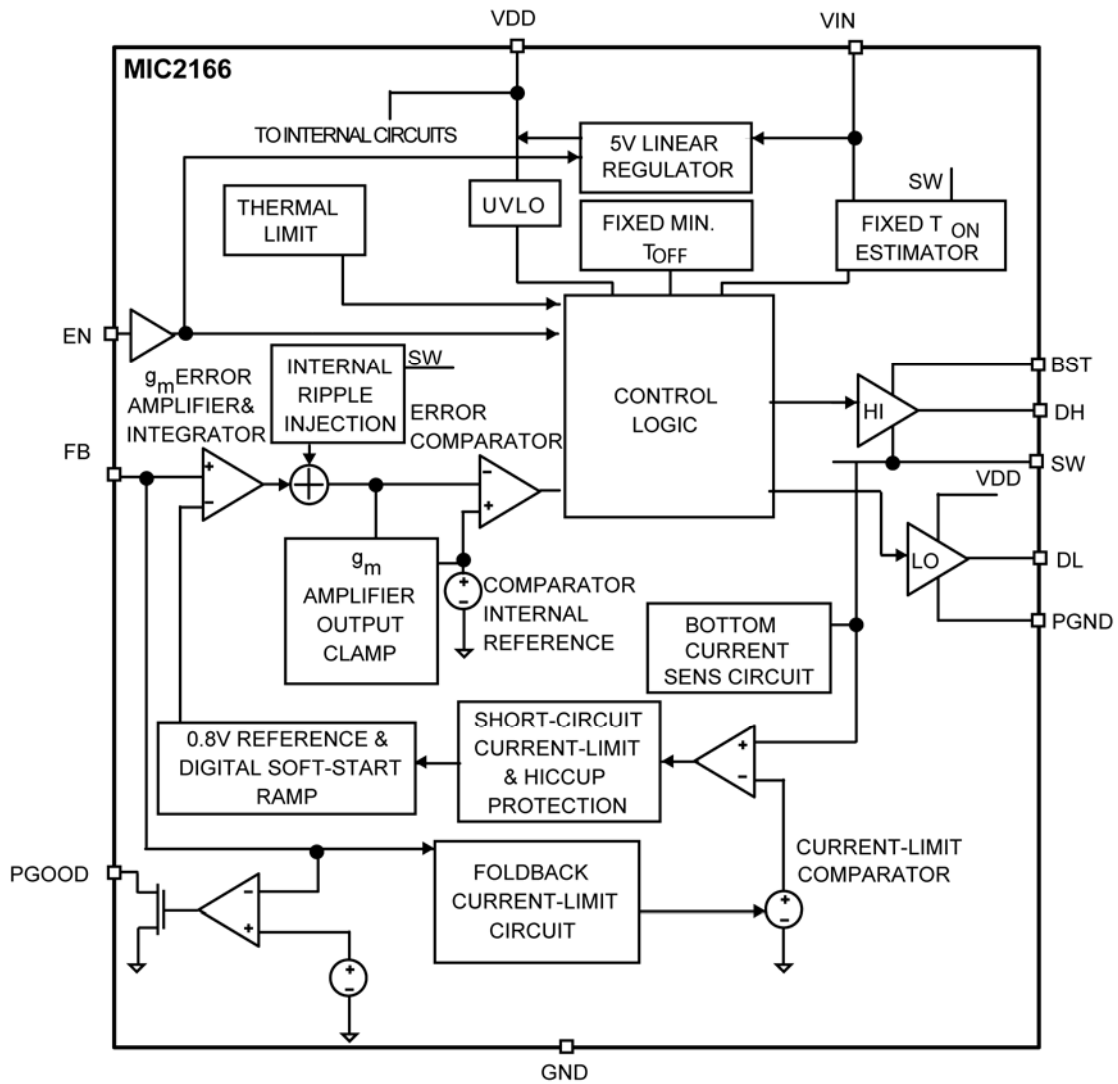 VDD
VIN
MIC2166
TO INTERNAL CIRCUITS
5V LINEAR
REGULATOR
SW
THERMAL
LIMIT
UVLO
FIXED MIN.
TOFF
FIXED T ON
ESTIMATOR
EN
gm ERROR
AMPLIFIER&
INTEGRATOR
INTERNAL
RIPPLE
INJECTION
SW
ERROR
COMPARATOR
CONTROL
LOGIC
HI
BST
DH
SW
FB
+
-
-
+
VDD
LO
DL
PGND
gm
AMPLIFIER
OUTPUT
CLAMP
+
-
COMPARATOR
INTERNAL
REFERENCE
BOTTOM
CURRENT
SENS CIRCUIT
0.8V REFERENCE &
DIGITAL SOFT-START
RAMP
SHORT-CIRCUIT
CURRENT-LIMIT
& HICCUP
PROTECTION
+
-
PGOOD
-
+
+
-
FOLDBACK
CURRENT-LIMIT
CIRCUIT
CURRENT-LIMIT
COMPARATOR
+
-
GND